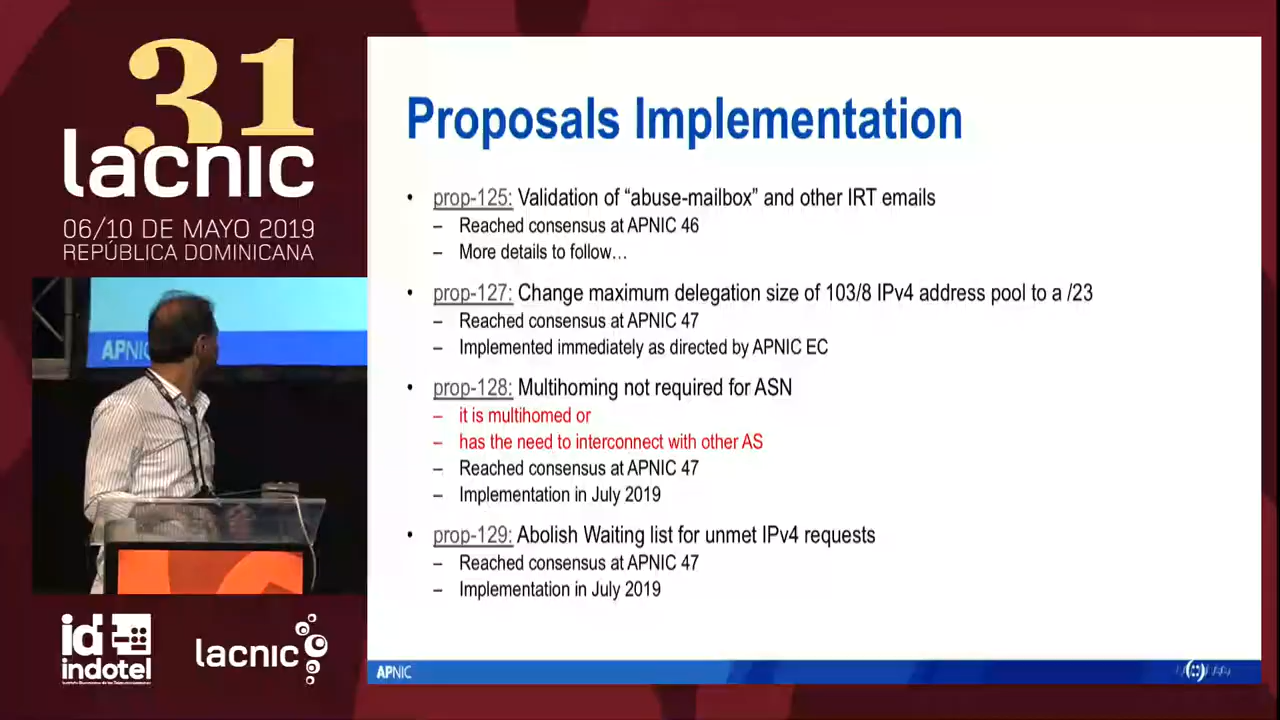 31
lacnic
06/10 DE MAYO 2019
REPÚBLICA DOMINICANA
APNIC
id
indotel
lacnic
Proposals Implementation
• prop-125: Validation of “abuse-mailbox” and other IRT emails
– Reached consensus at APNIC 46
– More details to follow…
• prop-127: Change maximum delegation size of 103/8 IPv4 address pool to a /23
– Reached consensus at APNIC 47
– Implemented immediately as directed by APNIC EC
• prop-128: Multihoming not required for ASN
– it is multihomed or
– has the need to interconnect with other AS
– Reached consensus at APNIC 47
– Implementation in July 2019
• prop-129: Abolish Waiting list for unmet IPv4 requests
– Reached consensus at APNIC 47
– Implementation in July 2019
APNIC